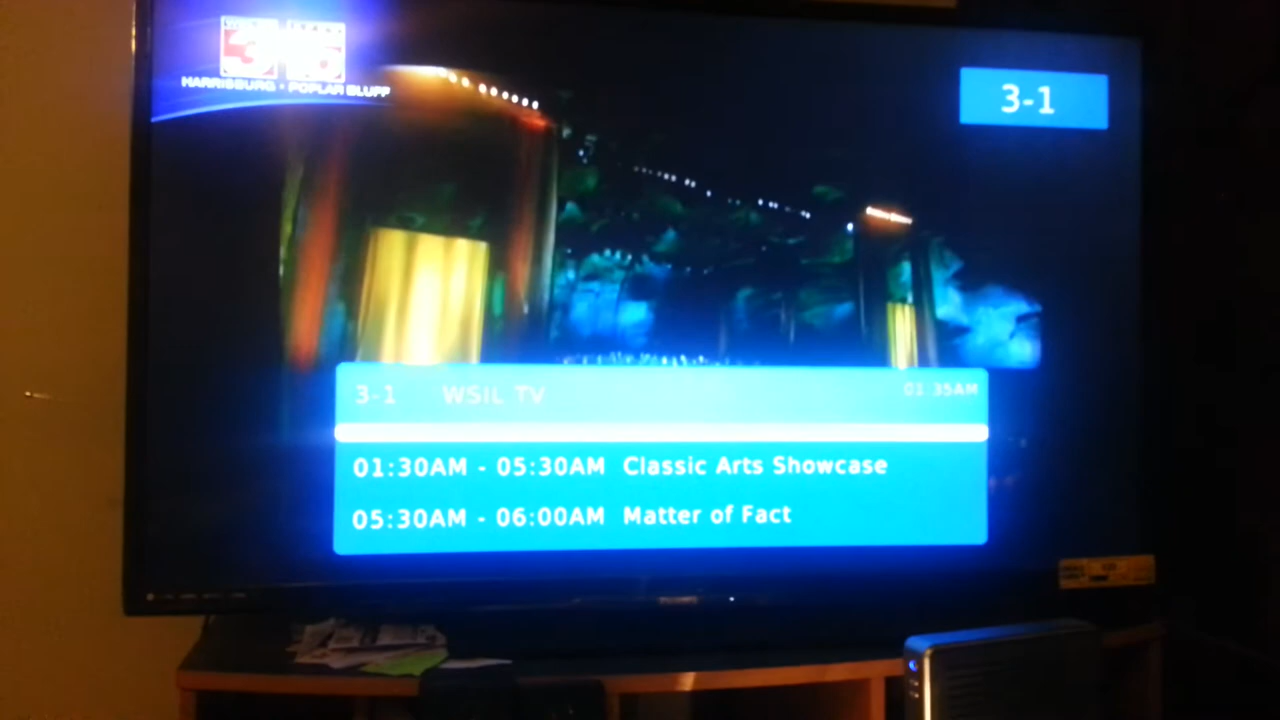 3
HARRISBURG • POPLAR BLUFF
3-1
3-1 WSIL TV 01:35AM
01:30AM - 05:30AM Classic Arts Showcase
05:30AM - 06:00AM Matter of Fact